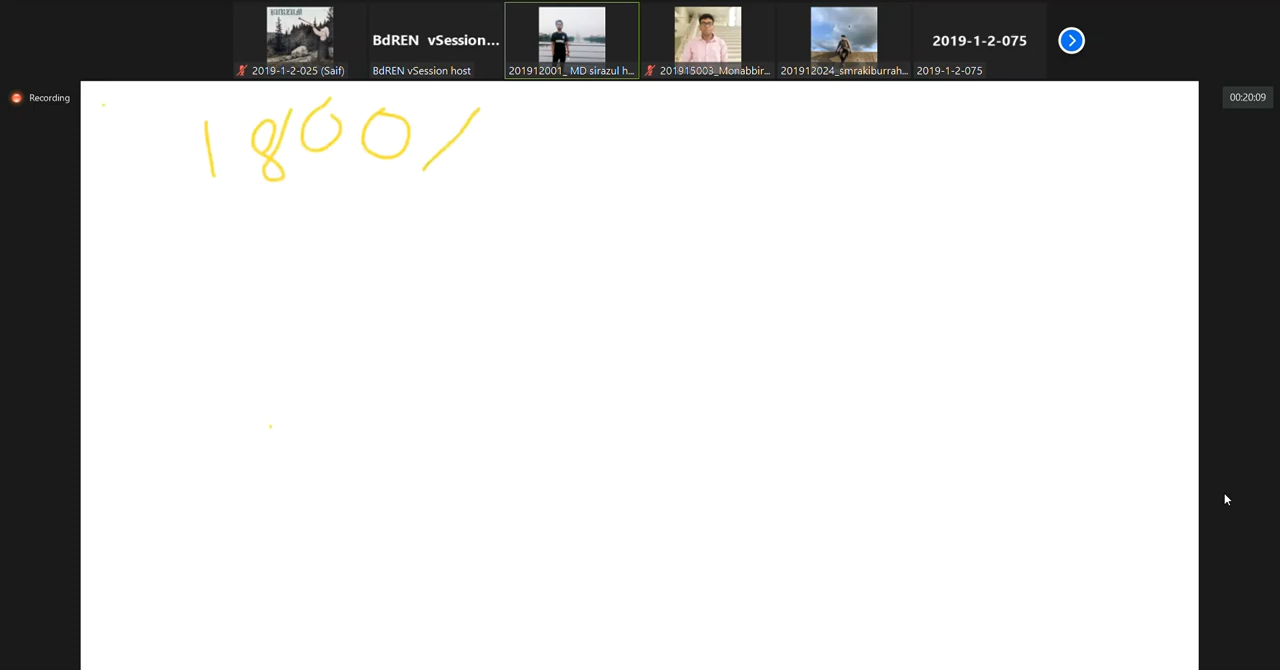 BdREN vSession...
2019-1-2-075
2019-1-2-025 (Saif)
BdREN vSession host
201912001_ MD sirazul h...
201915003_Monabbir...
201912024_smrakiburrah...
2019-1-2-075
Recording
00:20:09
1800/